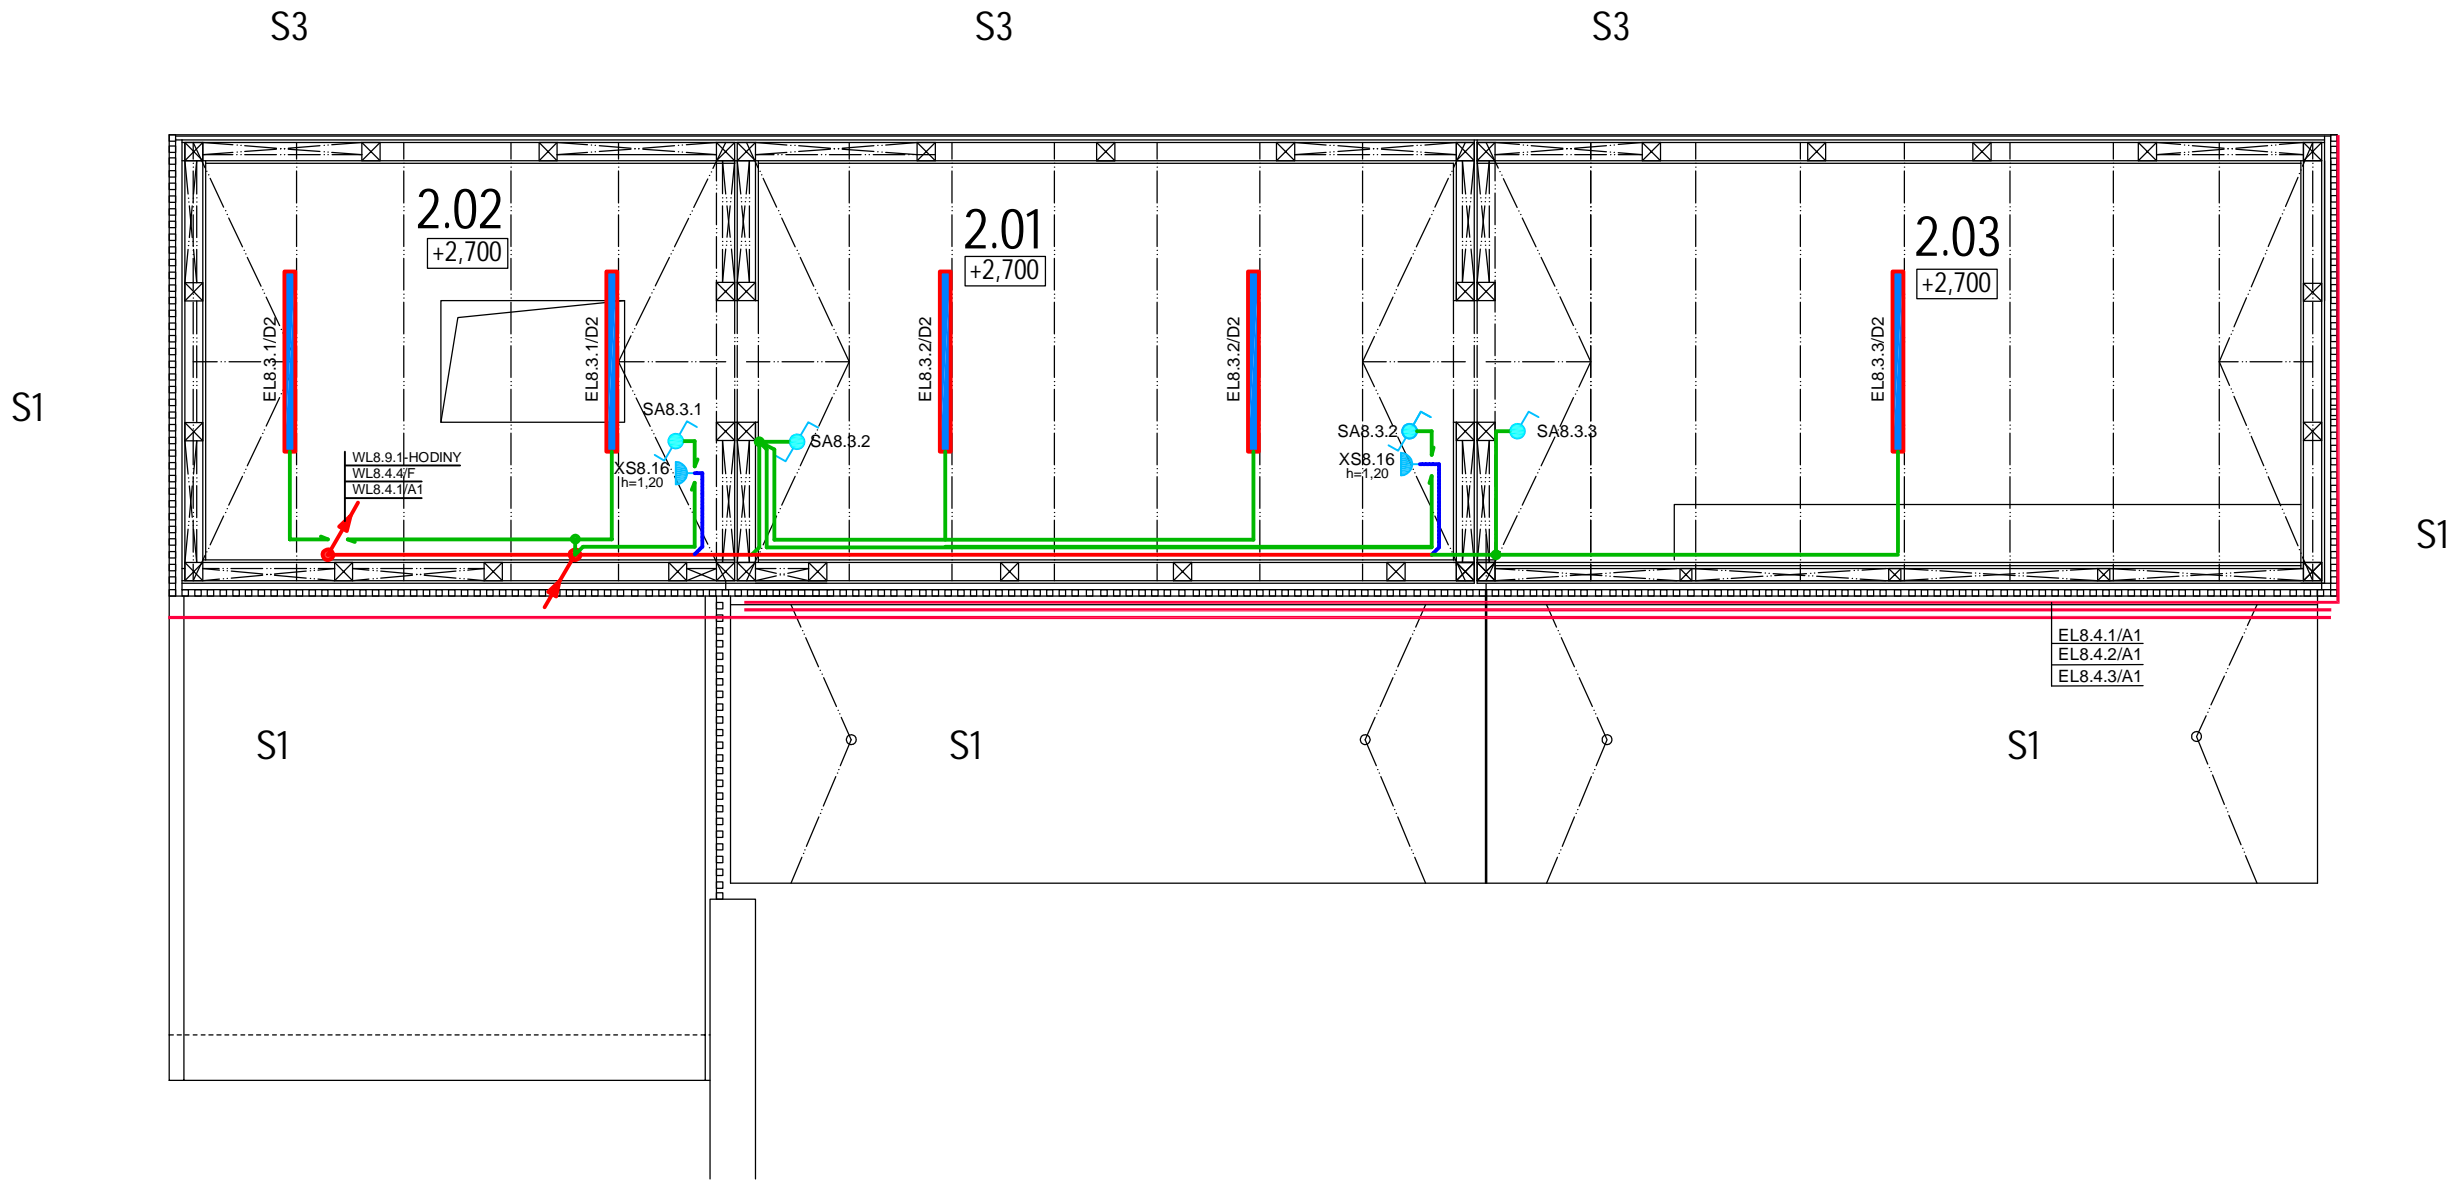 S3
S3
S3
2.02
+2,700
2.01
+2,700
2.03
+2,700
EL8.3.1/D2
EL8.3.1/D2
EL8.3.2/D2
EL8.3.2/D2
EL8.3.3/D2
S1
SA8.3.1
SA8.3.2
SA8.3.2
SA8.3.3
XS8.16
h=1,20
XS8.16
h=1,20
WL8.9.1-HODINY
WL8.4.4/F
WL8.4.1/A1
S1
EL8.4.1/A1
EL8.4.2/A1
EL8.4.3/A1
S1
S1
S1